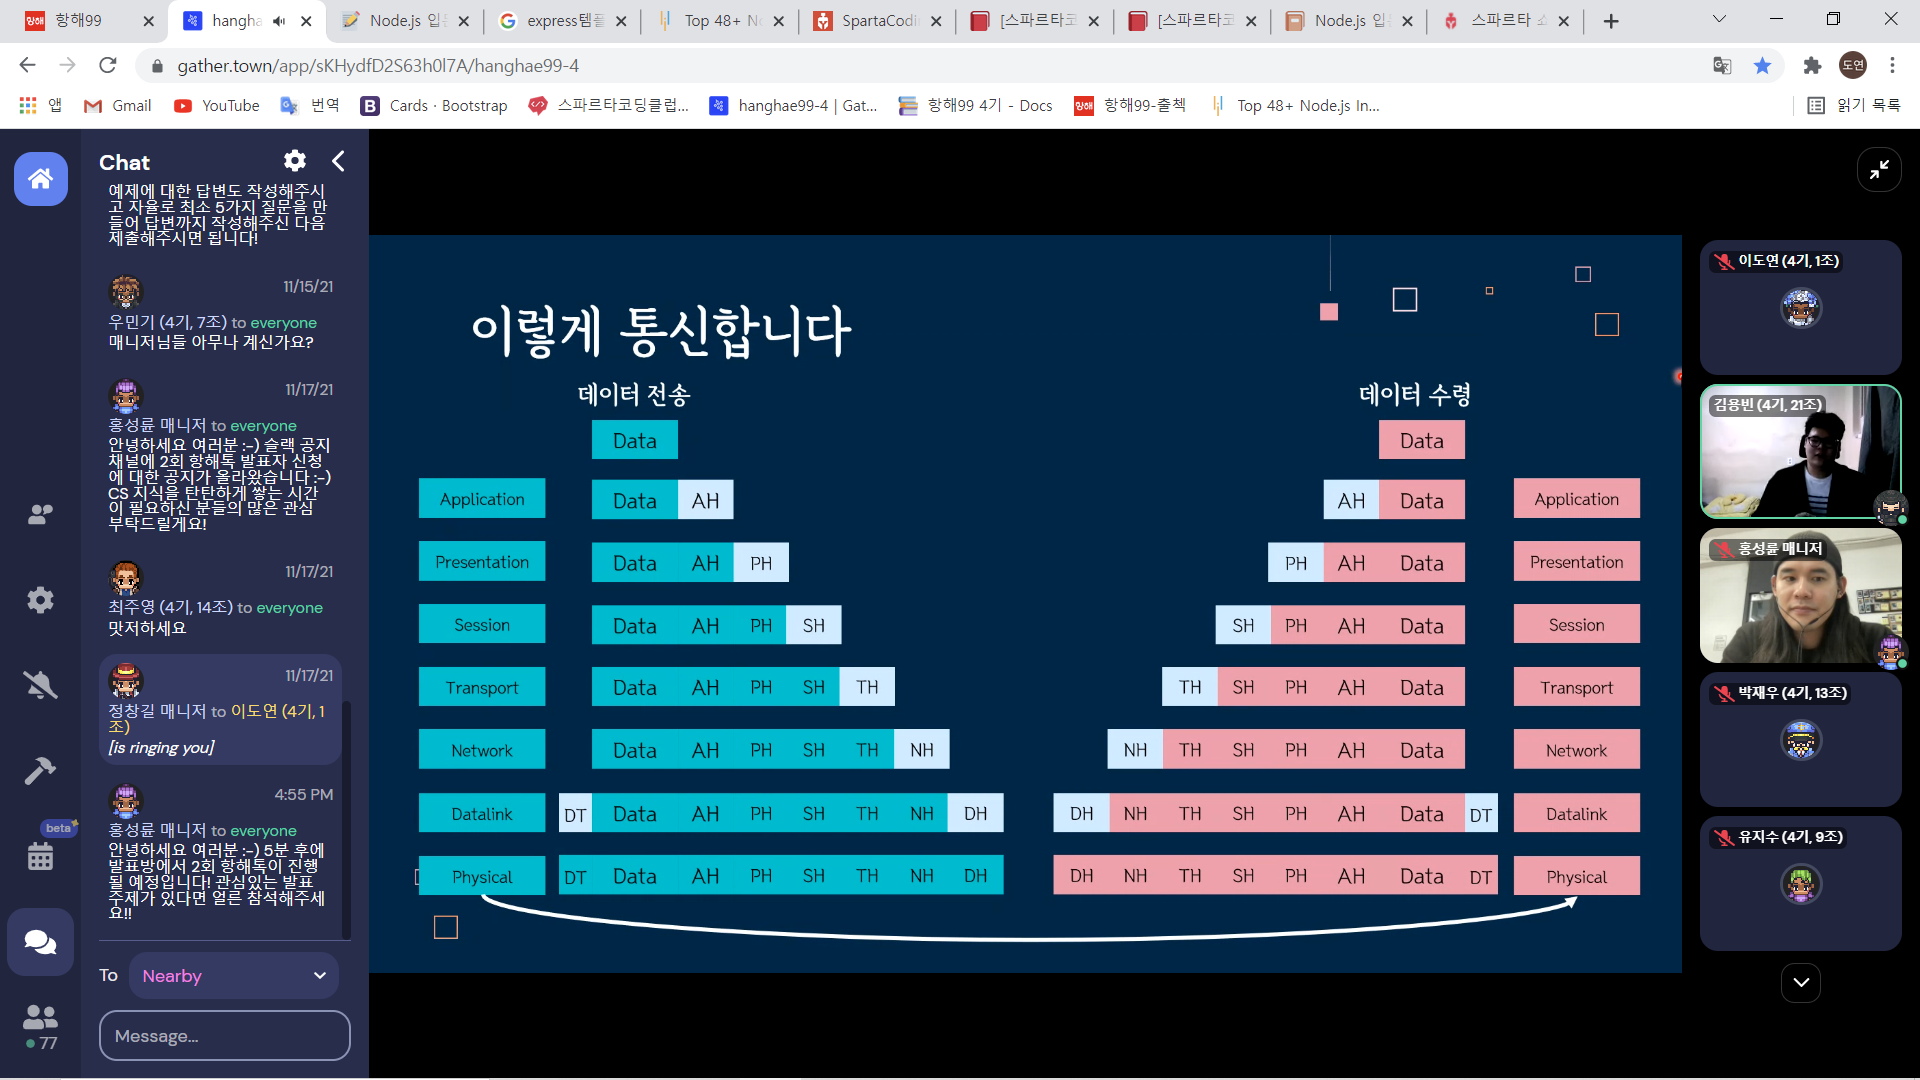 항해99
hangha
Node.js 입
express템플
Top 48+ No
SpartaCodi
[스파르타코
[스파르타코
Node.js 입
스파르타 소
gather.town/app/sKHydfD2S63h0l7A/hanghae99-4
도연
앱
Gmail
YouTube
번역
Cards · Bootstrap
스파르타코딩클럽...
hanghae99-4 | Gat...
항해99 4기 - Docs
항해99-출첵
Top 48+ Node.js In...
읽기 목록
Chat
예제에 대한 답변도 작성해주시
고 자율로 최소 5가지 질문을 만
들어 답변까지 작성해주신 다음
제출해주시면 됩니다!
11/15/21
우민기 (4기, 7조) to everyone
매니저님들 아무나 계신가요?
11/17/21
홍성륜 매니저 to everyone
안녕하세요 여러분 :-) 슬랙 공지
채널에 2회 항해톡 발표자 신청
에 대한 공지가 올라왔습니다 :-)
CS 지식을 탄탄하게 쌓는 시간
이 필요하신 분들의 많은 관심
부탁드릴게요!
11/17/21
최주영 (4기, 14조) to everyone
맛저하세요
11/17/21
정창길 매니저 to 이도연 (4기, 1
조)
[is ringing you]
4:55 PM
홍성륜 매니저 to everyone
안녕하세요 여러분 :-) 5분 후에
발표방에서 2회 항해톡이 진행
될 예정입니다! 관심있는 발표
주제가 있다면 얼른 참석해주세
요!!
To Nearby
Message...
beta
77
이렇게 통신합니다
데이터 전송
데이터 수령
Data
Data
Application Data AH
AH Data Application
Presentation Data AH PH
PH AH Data Presentation
Session Data AH PH SH
SH PH AH Data Session
Transport Data AH PH SH TH
TH SH PH AH Data Transport
Network Data AH PH SH TH NH
NH TH SH PH AH Data Network
Datalink DT Data AH PH SH TH NH DH
DH NH TH SH PH AH Data DT Datalink
Physical DT Data AH PH SH TH NH DH
DH NH TH SH PH AH Data DT Physical
이도연 (4기, 1조)
김용빈 (4기, 21조)
홍성륜 매니저
박재우 (4기, 13조)
유지수 (4기, 9조)